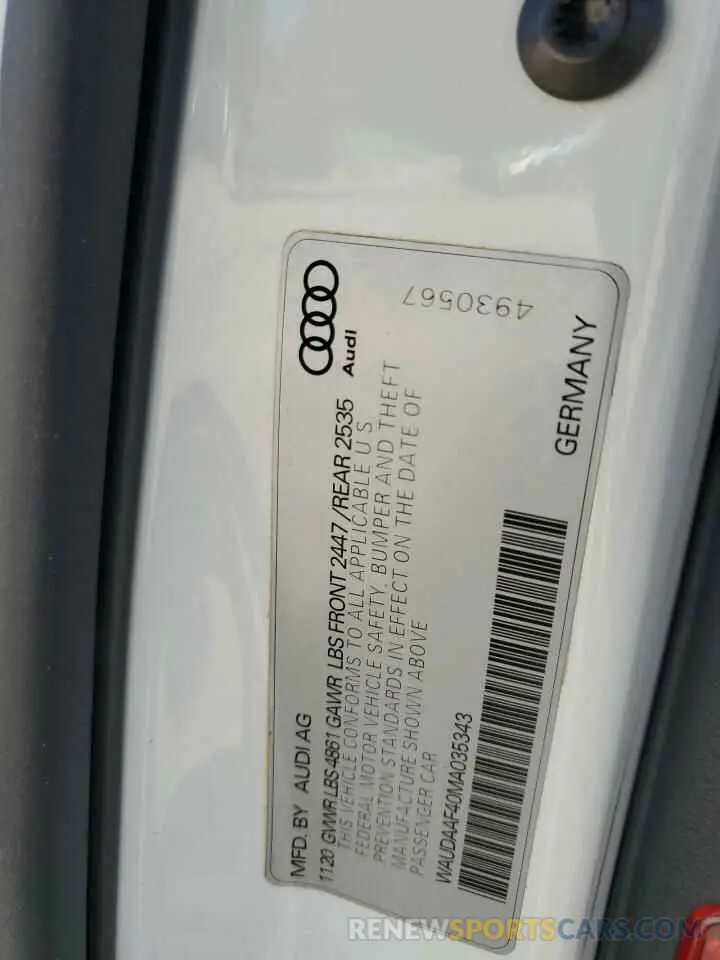 Audi
4930567
MFD. BY AUDI AG
1120 GVWR LBS 4861 GAWR LBS FRONT 2447 /REAR 2535
THIS VEHICLE CONFORMS TO ALL APPLICABLE U S
FEDERAL MOTOR VEHICLE SAFETY, BUMPER AND THEFT
PREVENTION STANDARDS IN EFFECT ON THE DATE OF
MANUFACTURE SHOWN ABOVE
PASSENGER CAR
WAUDAAF40MA035343
GERMANY
RENEWSPORTSCARS.COM